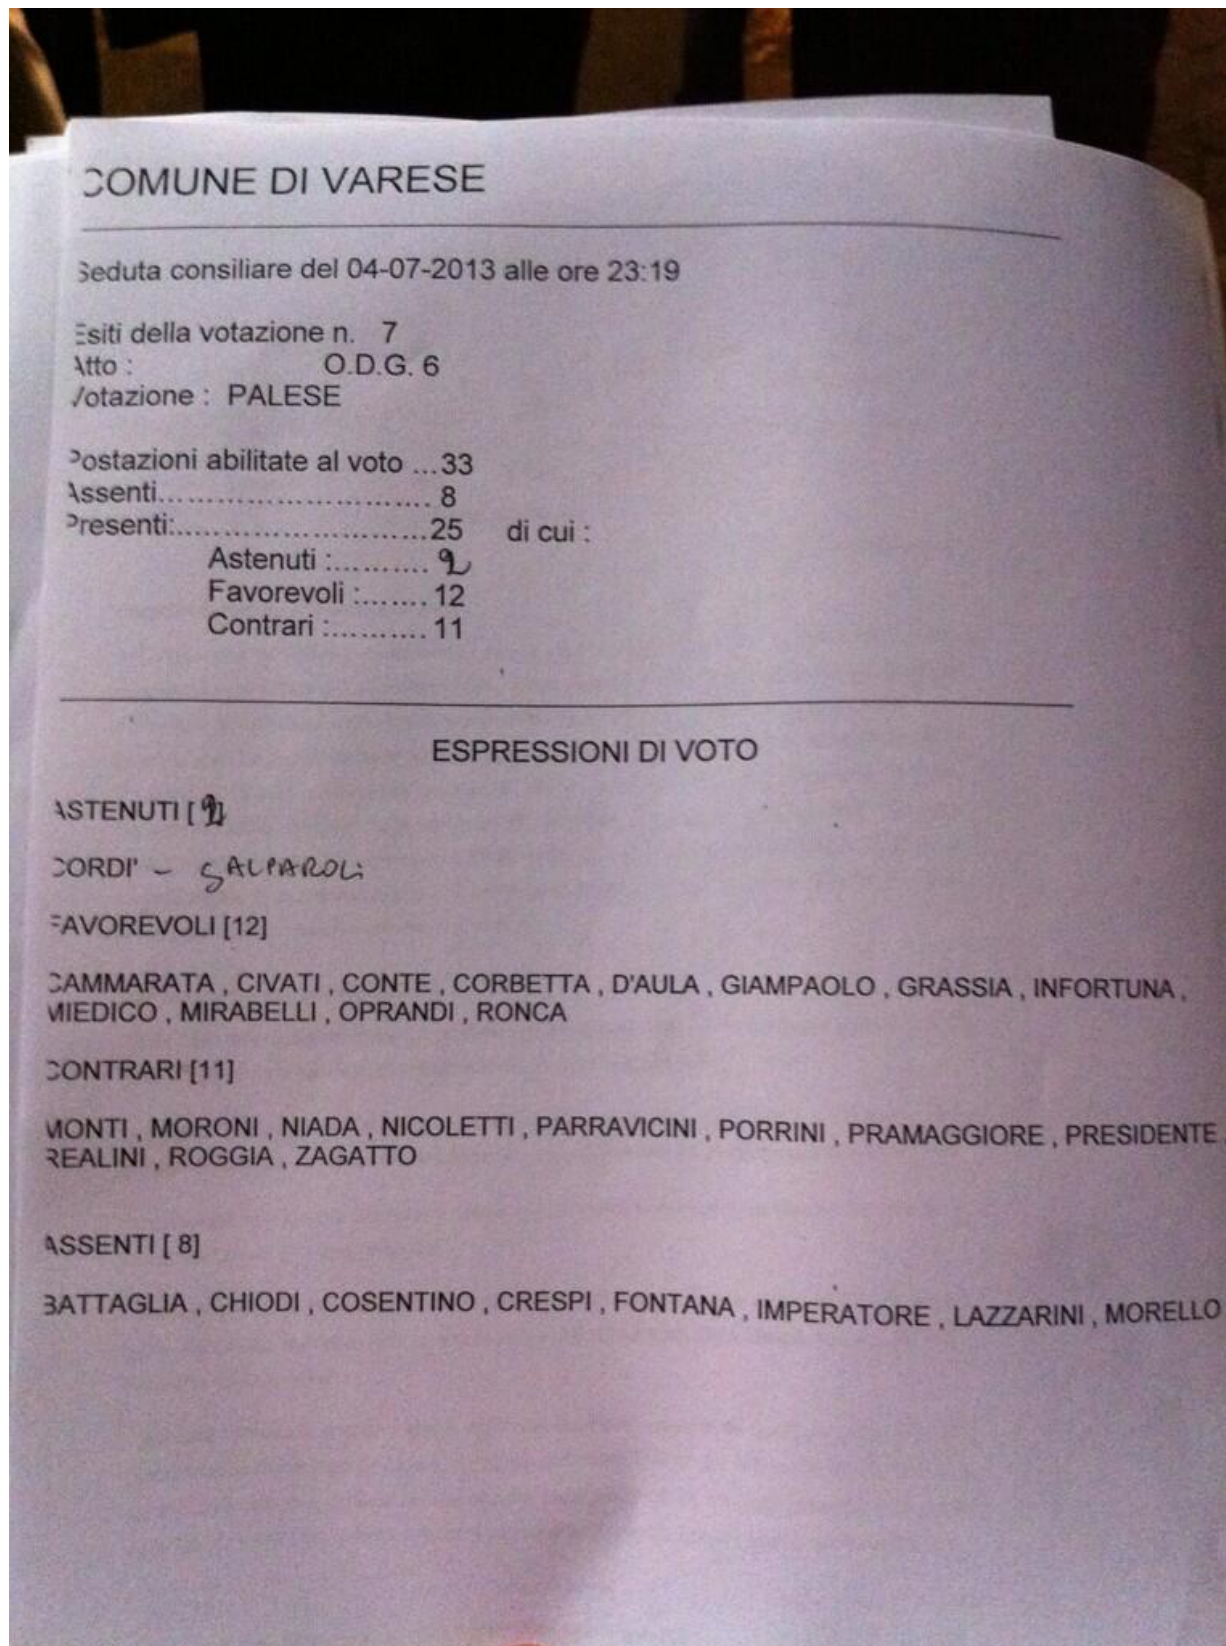 COMUNE DI VARESE
Seduta consiliare del 04-07-2013 alle ore 23:19
Esiti della votazione n. 7
Atto : O.D.G. 6
Votazione : PALESE
Postazioni abilitate al voto ...33
Assenti............................. 8
Presenti:..........................25 di cui :
Astenuti :.......... 2
Favorevoli :....... 12
Contrari :.......... 11
ESPRESSIONI DI VOTO
ASTENUTI [ 2]
CORDI' - GALPAROLI
FAVOREVOLI [12]
CAMMARATA , CIVATI , CONTE , CORBETTA , D'AULA , GIAMPAOLO , GRASSIA , INFORTUNA ,
MIEDICO , MIRABELLI , OPRANDI , RONCA
CONTRARI [11]
MONTI , MORONI , NIADA , NICOLETTI , PARRAVICINI , PORRINI , PRAMAGGIORE , PRESIDENTE ,
REALINI , ROGGIA , ZAGATTO
ASSENTI [ 8]
BATTAGLIA , CHIODI , COSENTINO , CRESPI , FONTANA , IMPERATORE , LAZZARINI , MORELLO